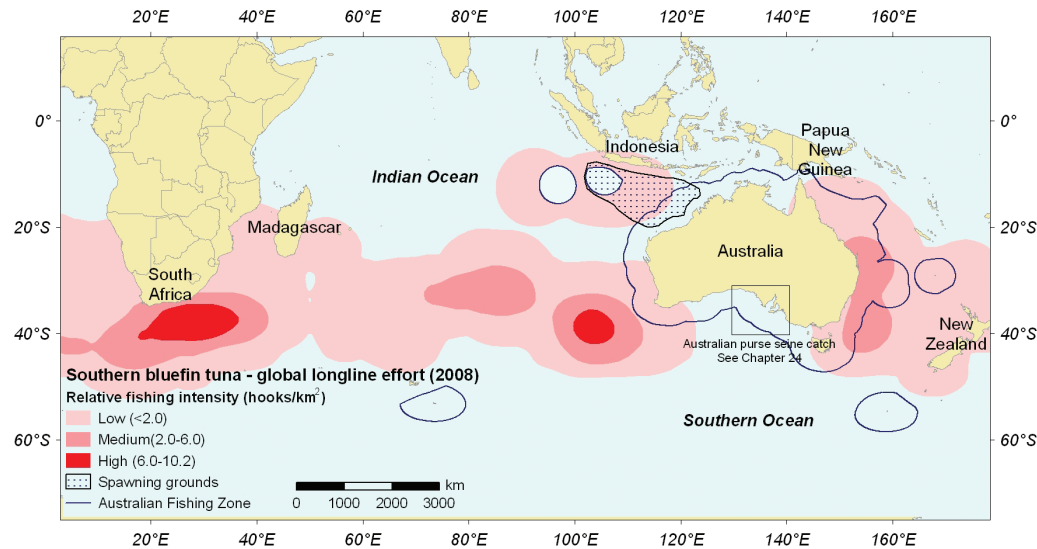 20°E 40°E 60°E 80°E 100°E 120°E 140°E 160°E
0°
0°
Papua
New
Guinea
Indonesia
Indian Ocean
20°S
20°S
Madagascar
Australia
South
Africa
New
Zealand
40°S
40°S
Australian purse seine catch
See Chapter 24
Southern bluefin tuna - global longline effort (2008)
Relative fishing intensity (hooks/km²)
Low (<2.0)
Medium(2.0-6.0)
High (6.0-10.2)
Spawning grounds
Australian Fishing Zone
Southern Ocean
60°S
60°S
km
0 1000 2000 3000
20°E 40°E 60°E 80°E 100°E 120°E 140°E 160°E